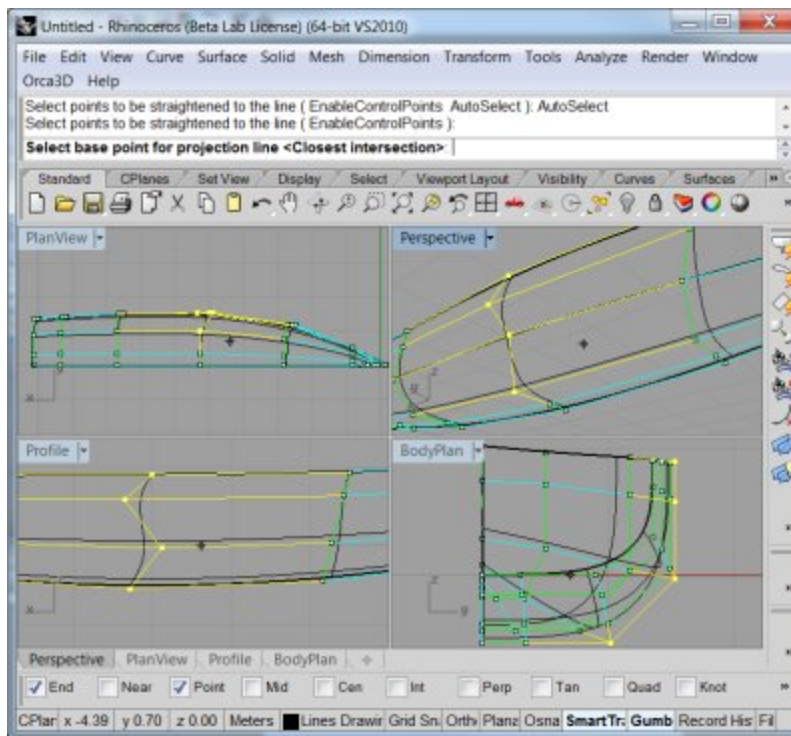 Untitled - Rhinoceros (Beta Lab License) (64-bit VS2010)
File Edit View Curve Surface Solid Mesh Dimension Transform Tools Analyze Render Window
Orca3D Help
Select points to be straightened to the line ( EnableControlPoints AutoSelect ): AutoSelect
Select points to be straightened to the line ( EnableControlPoints ):
Select base point for projection line <Closest intersection>:
Standard CPlanes Set View Display Select Viewport Layout Visibility Curves Surfaces »
PlanView Perspective
y x z y
Profile BodyPlan
z x z y
Perspective PlanView Profile BodyPlan
End Near Point Mid Cen Int Perp Tan Quad Knot »
CPlan x -4.39 y 0.70 z 0.00 Meters Lines Drawin Grid Sn Orth Plana Osna SmartTra Gumb Record His Fil